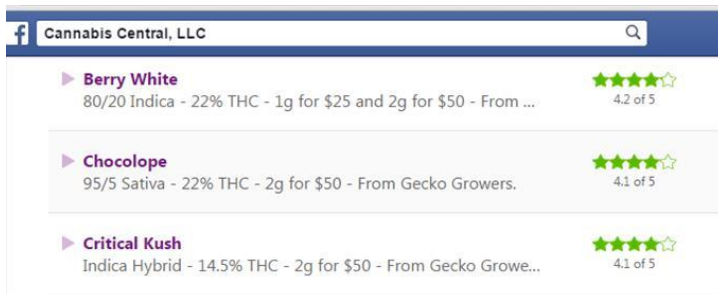 f Cannabis Central, LLC
Berry White
80/20 Indica - 22% THC - 1g for $25 and 2g for $50 - From ...
4.2 of 5
Chocolope
95/5 Sativa - 22% THC - 2g for $50 - From Gecko Growers.
4.1 of 5
Critical Kush
Indica Hybrid - 14.5% THC - 2g for $50 - From Gecko Growe...
4.1 of 5